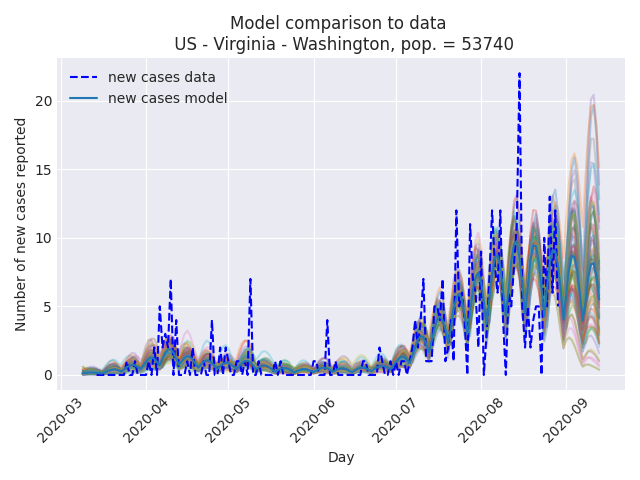 Model comparison to data
US - Virginia - Washington, pop. = 53740
new cases data
new cases model
Number of new cases reported
20
15
10
5
0
2020-03
2020-04
2020-05
2020-06
2020-07
2020-08
2020-09
Day